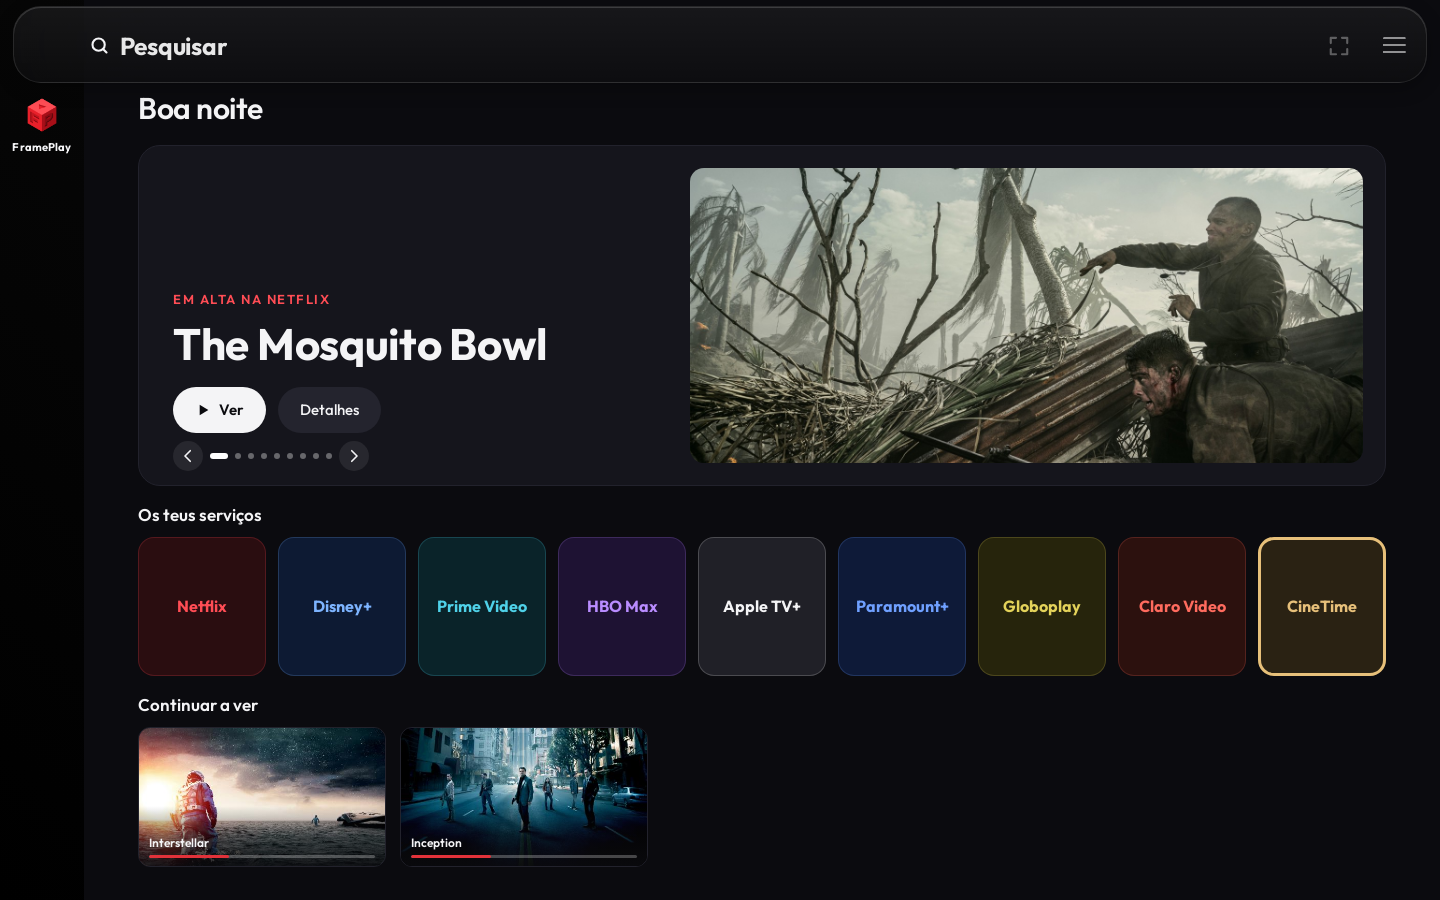 Pesquisar
FramePlay
Boa noite
EM ALTA NA NETFLIX
The Mosquito Bowl
Ver
Detalhes
Os teus serviços
Netflix
Disney+
Prime Video
HBO Max
Apple TV+
Paramount+
Globoplay
Claro Video
CineTime
Continuar a ver
Interstellar
Inception